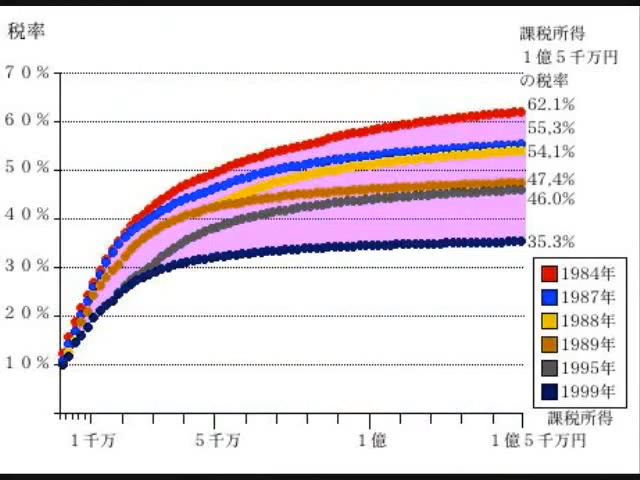 税率
課税所得
１億５千万円
の税率
７０%
６０%
５０%
４０%
３０%
２０%
１０%
62.1%
55,3%
54,1%
47,4%
46.0%
35.3%
1984年
1987年
1988年
1989年
1995年
1999年
課税所得
１千万
５千万
１億
１億５千万円